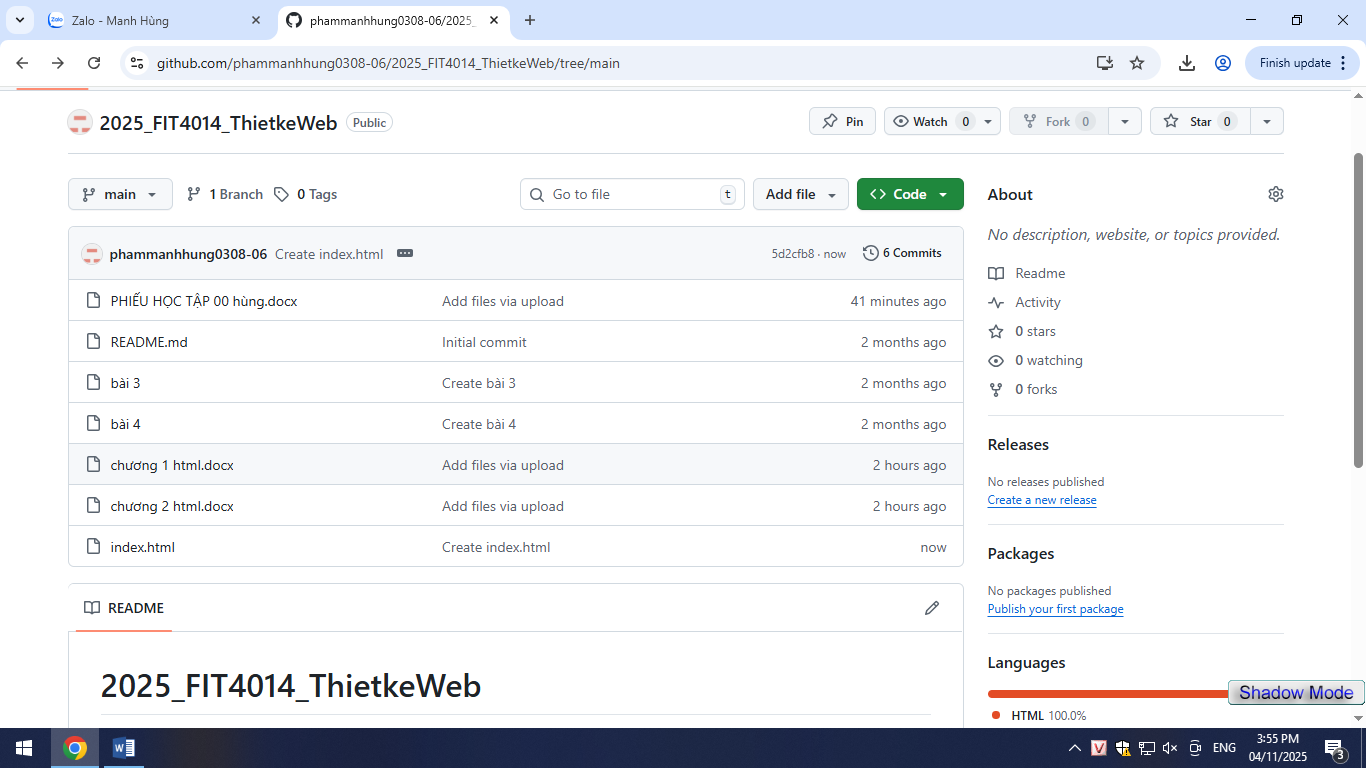 Zalo - Manh Hùng
phammanhhung0308-06/2025_
github.com/phammanhhung0308-06/2025_FIT4014_ThietkeWeb/tree/main
Finish update
2025_FIT4014_ThietkeWeb Public
Pin
Watch 0
Fork 0
Star 0
main
1 Branch
0 Tags
Go to file t
Add file
Code
phammanhhung0308-06 Create index.html
5d2cfb8 · now
6 Commits
PHIẾU HỌC TẬP 00 hùng.docx Add files via upload 41 minutes ago
README.md Initial commit 2 months ago
bài 3 Create bài 3 2 months ago
bài 4 Create bài 4 2 months ago
chương 1 html.docx Add files via upload 2 hours ago
chương 2 html.docx Add files via upload 2 hours ago
index.html Create index.html now
README
2025_FIT4014_ThietkeWeb
About
No description, website, or topics provided.
Readme
Activity
0 stars
0 watching
0 forks
Releases
No releases published
Create a new release
Packages
No packages published
Publish your first package
Languages
Shadow Mode
HTML 100.0%
ENG
3:55 PM
04/11/2025
3